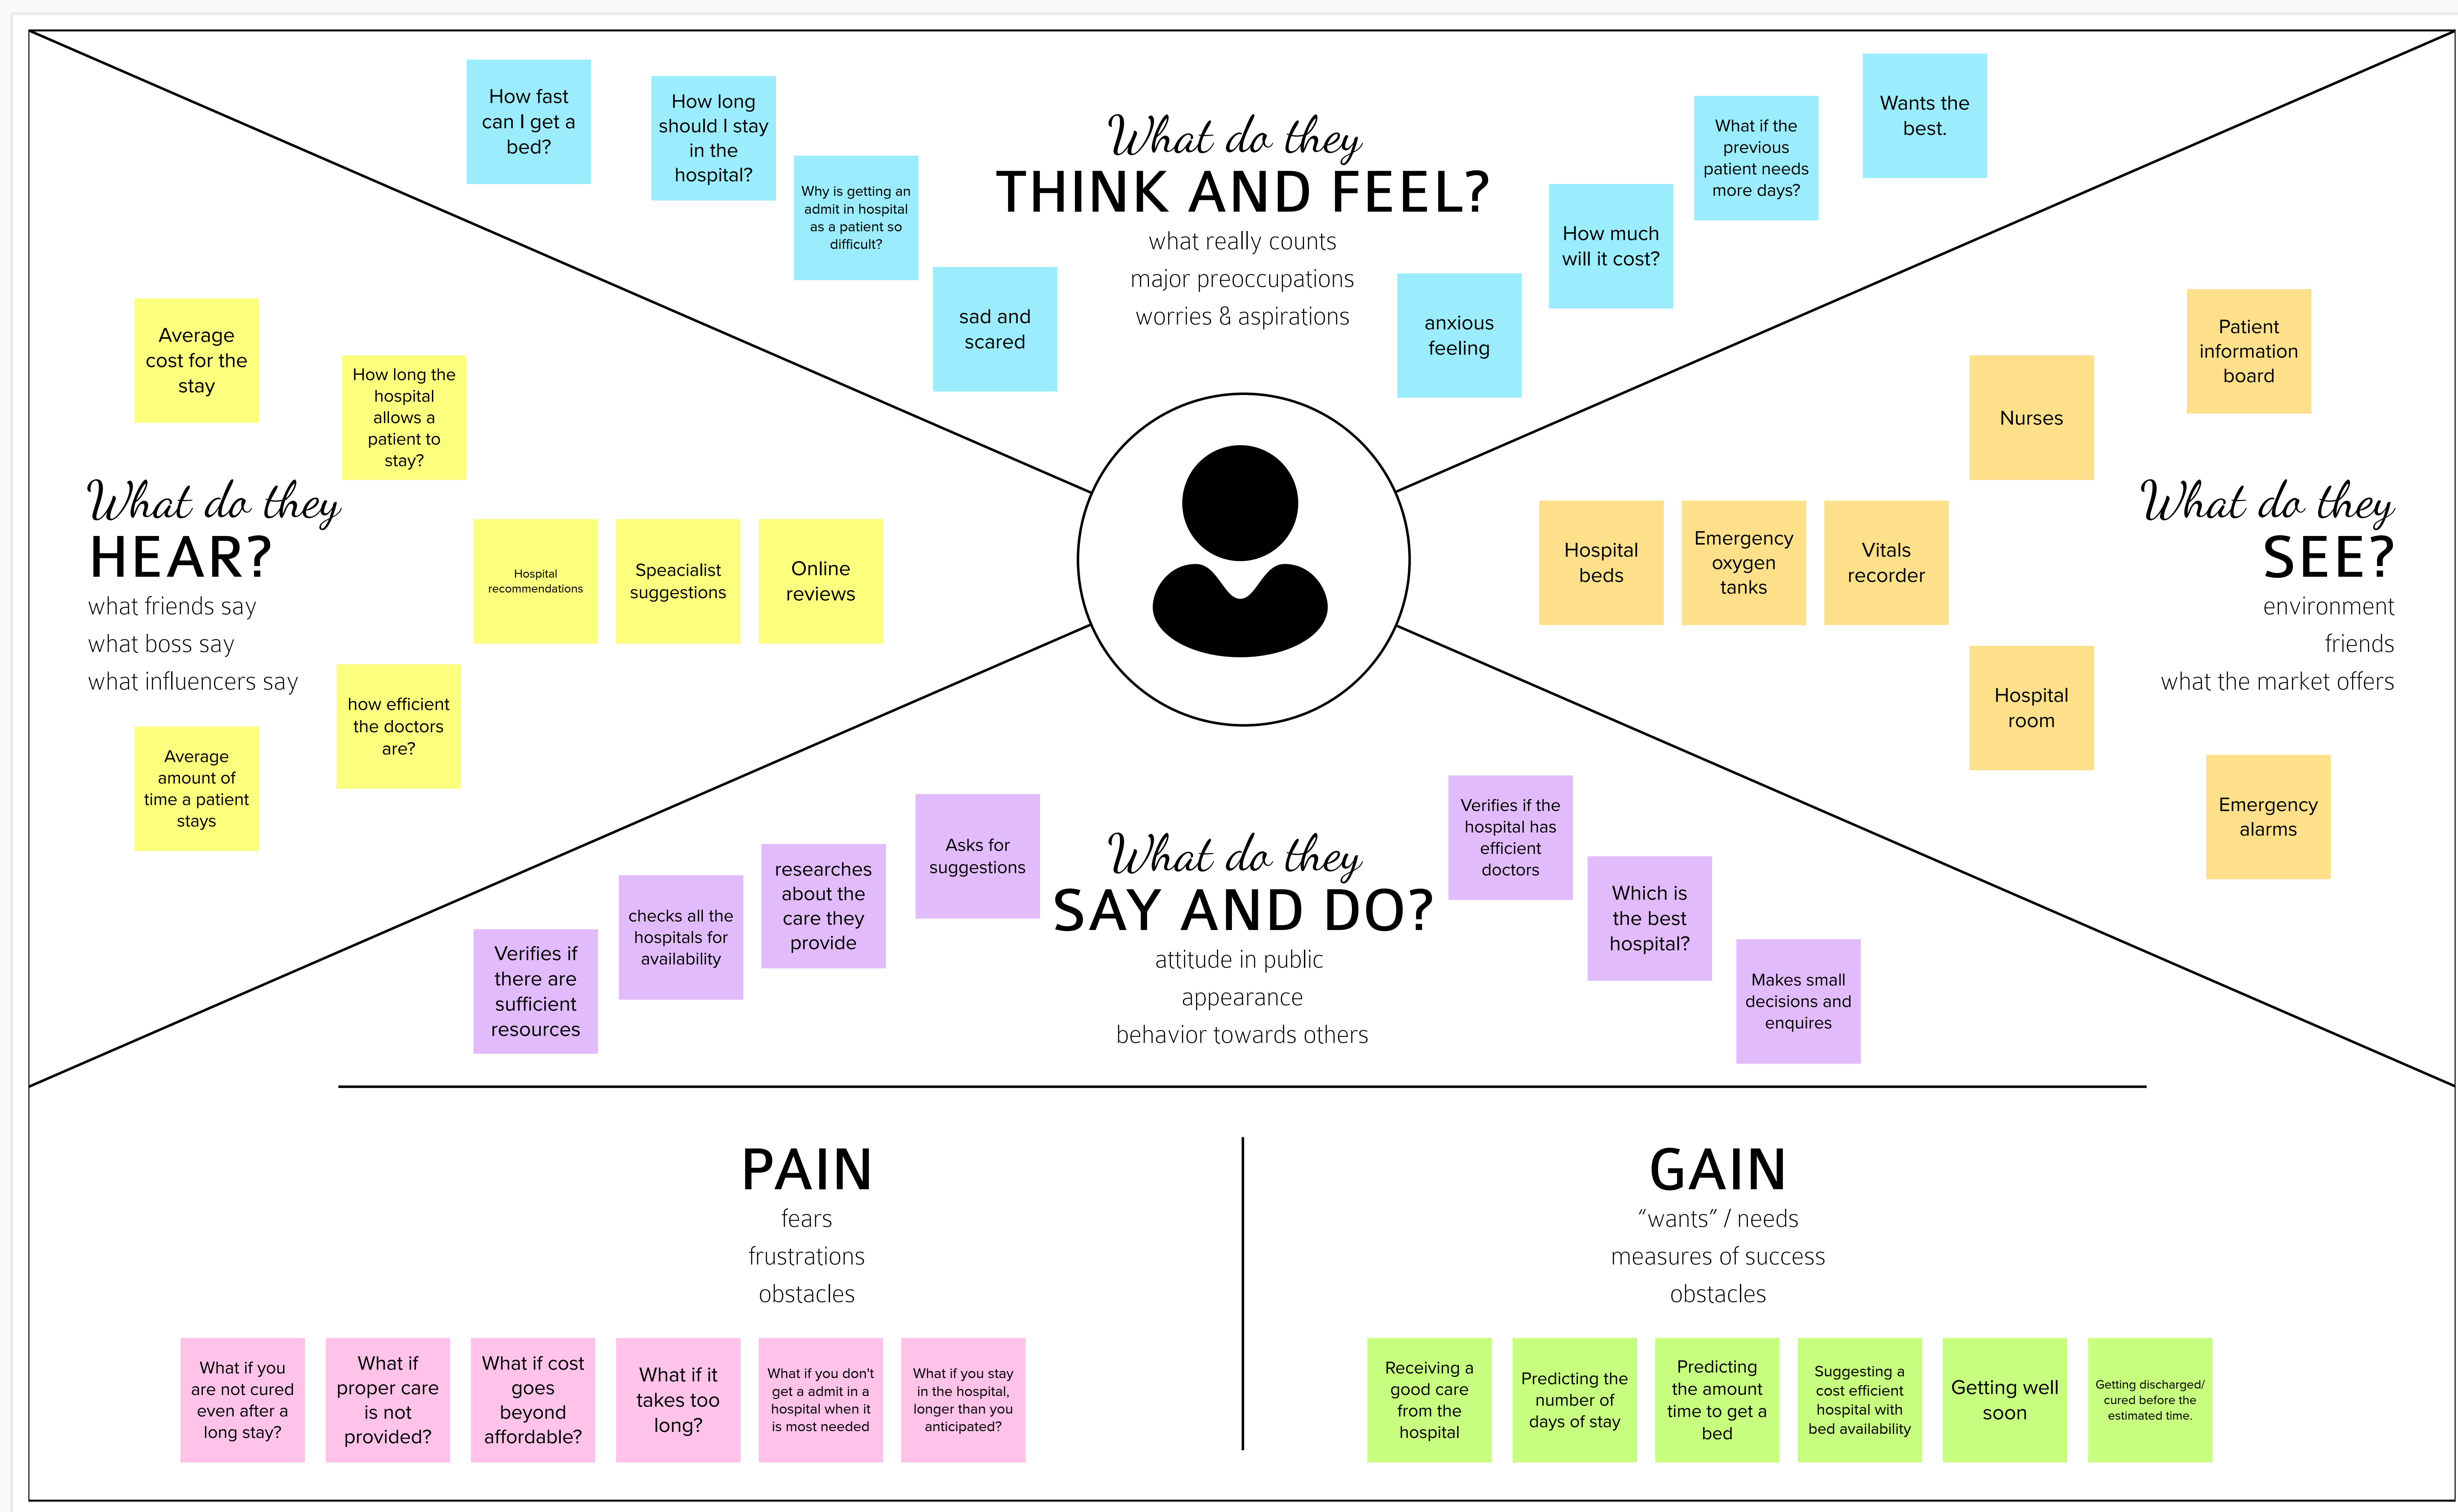 What do they
THINK AND FEEL?
what really counts
major preoccupations
worries & aspirations
How fast
can I get a
bed?
How long
should I stay
in the
hospital?
Why is getting an
admit in hospital
as a patient so
difficult?
sad and
scared
anxious
feeling
How much
will it cost?
What if the
previous
patient needs
more days?
Wants the
best.
What do they
HEAR?
what friends say
what boss say
what influencers say
Average
cost for the
stay
How long the
hospital
allows a
patient to
stay?
Hospital
recommendations
Speacialist
suggestions
Online
reviews
how efficient
the doctors
are?
Average
amount of
time a patient
stays
What do they
SEE?
environment
friends
what the market offers
Patient
information
board
Nurses
Hospital
beds
Emergency
oxygen
tanks
Vitals
recorder
Hospital
room
Emergency
alarms
What do they
SAY AND DO?
attitude in public
appearance
behavior towards others
Verifies if
there are
sufficient
resources
checks all the
hospitals for
availability
researches
about the
care they
provide
Asks for
suggestions
Verifies if the
hospital has
efficient
doctors
Which is
the best
hospital?
Makes small
decisions and
enquires
PAIN
fears
frustrations
obstacles
What if you
are not cured
even after a
long stay?
What if
proper care
is not
provided?
What if cost
goes
beyond
affordable?
What if it
takes too
long?
What if you don't
get a admit in a
hospital when it
is most needed
What if you stay
in the hospital,
longer than you
anticipated?
GAIN
“wants” / needs
measures of success
obstacles
Receiving a
good care
from the
hospital
Predicting the
number of
days of stay
Predicting
the amount
time to get a
bed
Suggesting a
cost efficient
hospital with
bed availability
Getting well
soon
Getting discharged/
cured before the
estimated time.